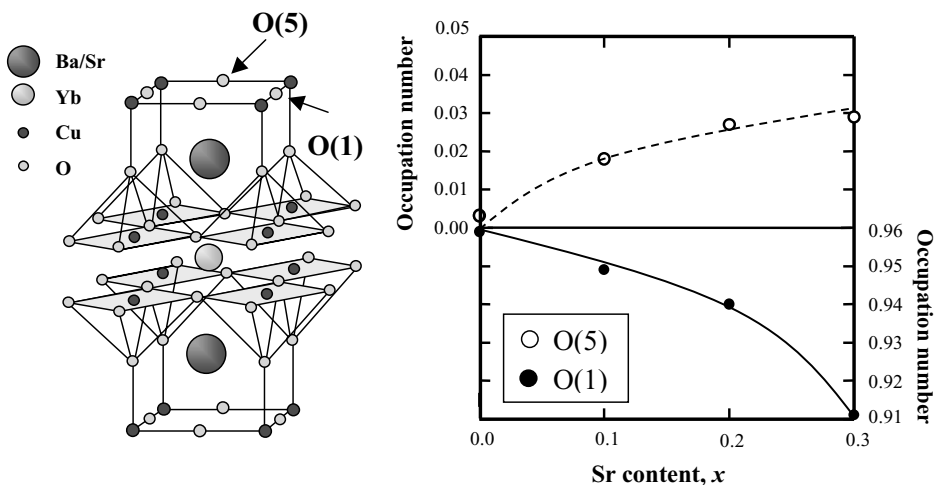 O(5)
Ba/Sr
Yb
Cu
O
O(1)
Occupation number
0.05
0.04
0.03
0.02
0.01
0.00
0.96
0.95
0.94
0.93
0.92
0.91
Occupation number
O(5)
O(1)
0.0
0.1
0.2
0.3
Sr content, x